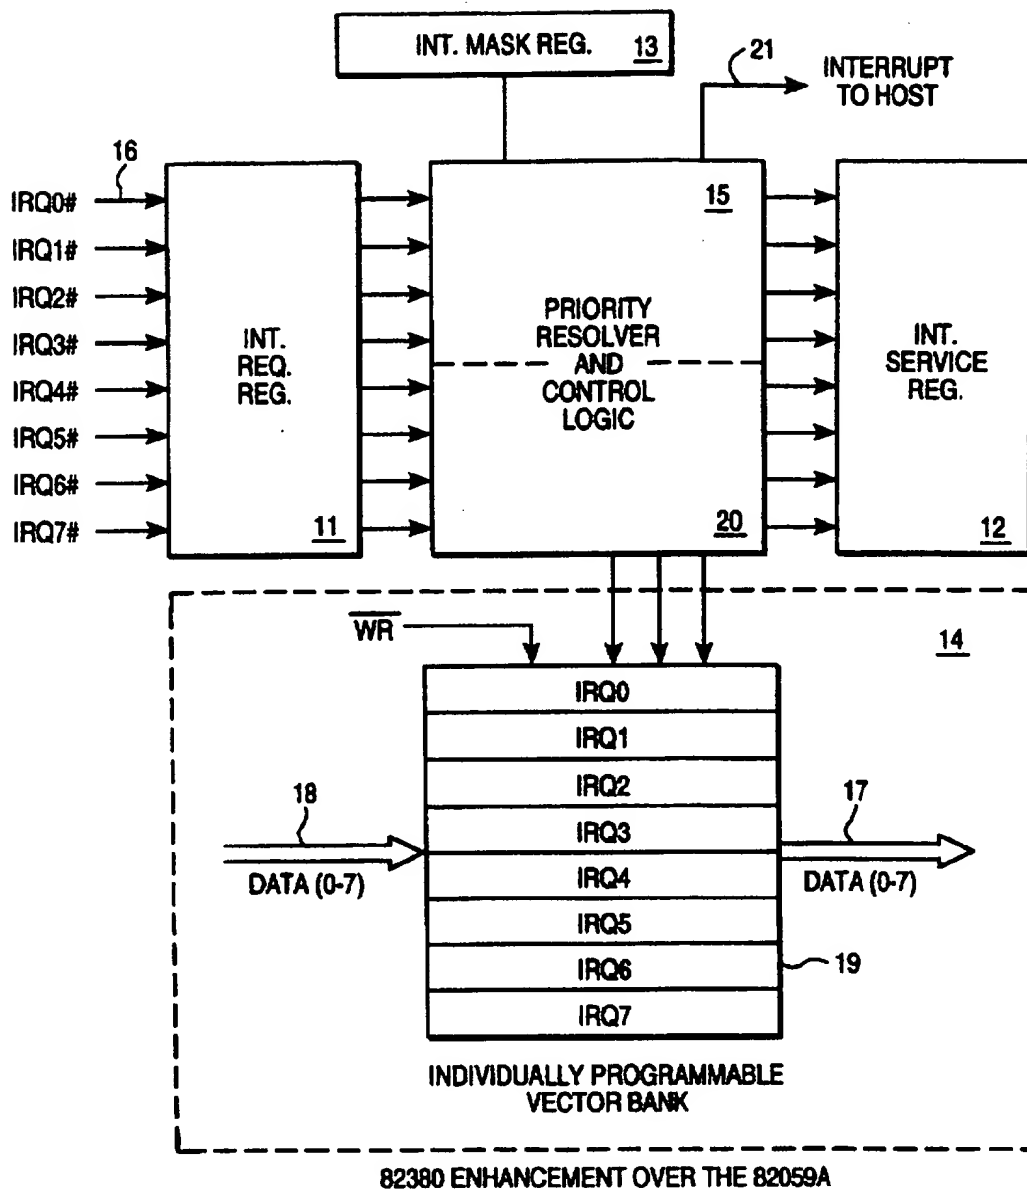 INT. MASK REG. 13
21
INTERRUPT
TO HOST
16
IRQ0#
IRQ1#
IRQ2#
IRQ3#
IRQ4#
IRQ5#
IRQ6#
IRQ7#
INT.
REQ.
REG.
11
15
PRIORITY
RESOLVER
AND
CONTROL
LOGIC
20
INT.
SERVICE
REG.
12
WR
14
IRQ0
IRQ1
IRQ2
IRQ3
IRQ4
IRQ5
IRQ6
IRQ7
18
DATA (0-7)
17
DATA (0-7)
19
INDIVIDUALLY PROGRAMMABLE
VECTOR BANK
82380 ENHANCEMENT OVER THE 82059A